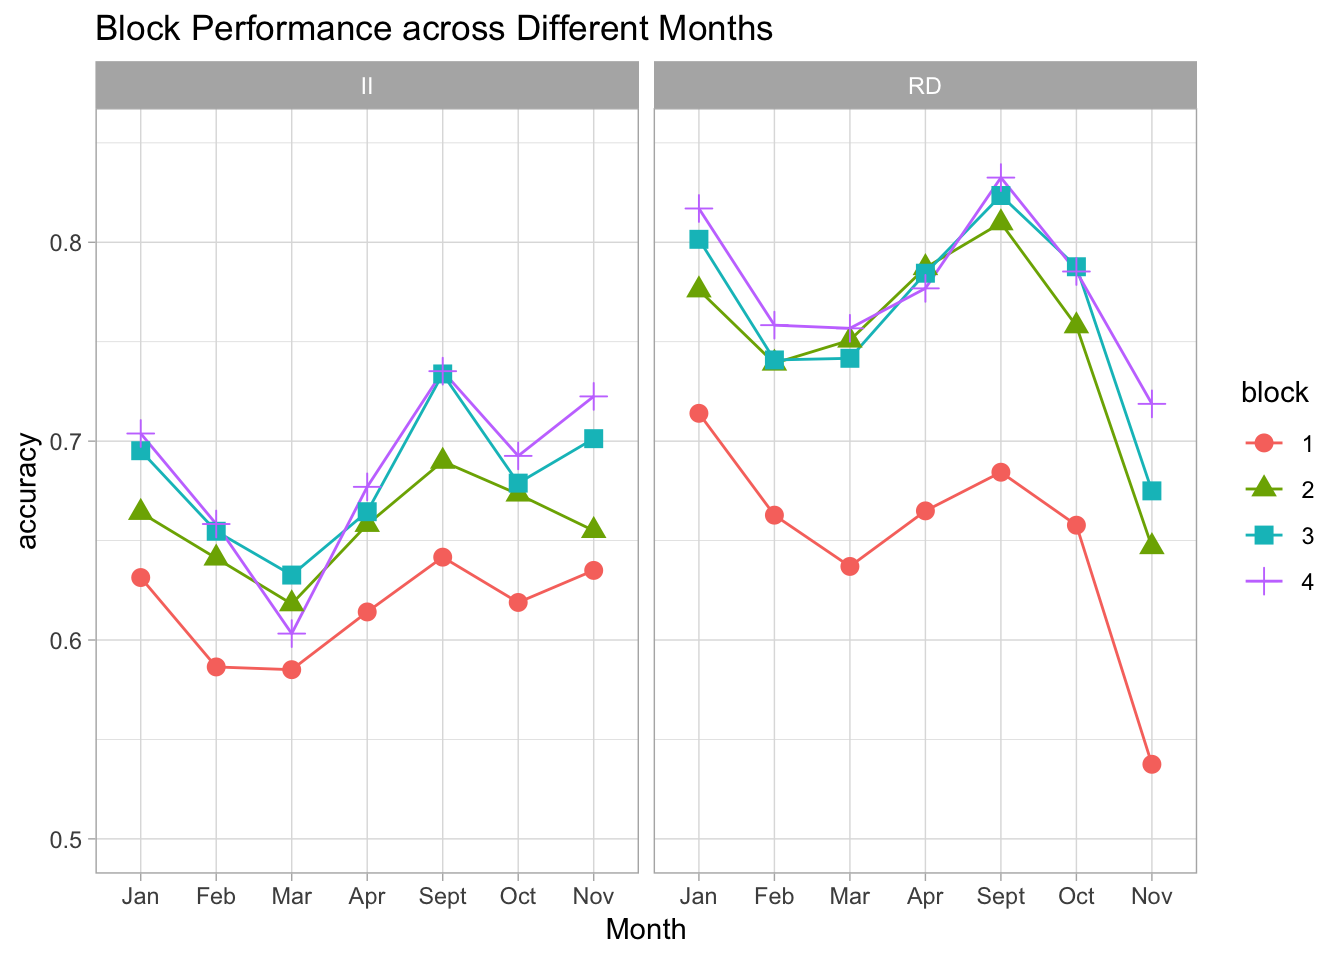 Block Performance across Different Months
II
RD
accuracy
0.8
0.7
0.6
0.5
Jan Feb Mar Apr Sept Oct Nov
Jan Feb Mar Apr Sept Oct Nov
Month
block
1
2
3
4